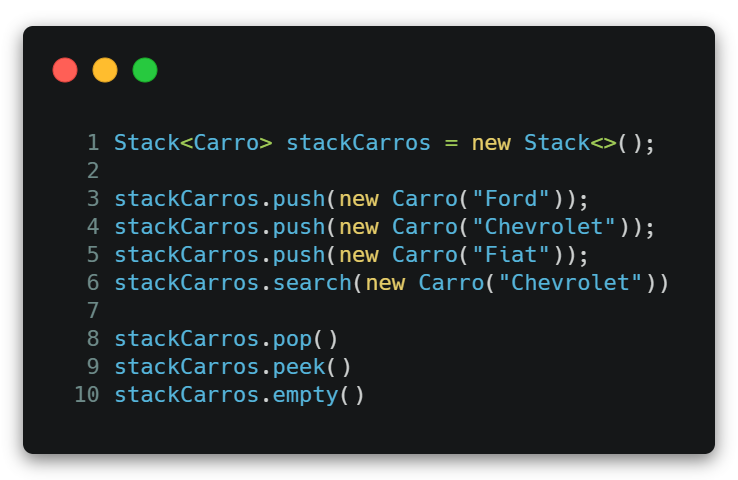 1 Stack<Carro> stackCarros = new Stack<>();
2
3 stackCarros.push(new Carro("Ford"));
4 stackCarros.push(new Carro("Chevrolet"));
5 stackCarros.push(new Carro("Fiat"));
6 stackCarros.search(new Carro("Chevrolet"))
7
8 stackCarros.pop()
9 stackCarros.peek()
10 stackCarros.empty()